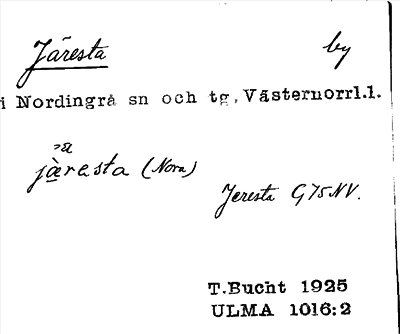 Järesta by
i Nordingrå sn och tg, Västernorrl.l.
järesta (Nora)
Jeresta G75NV.
T.Bucht 1925
ULMA 1016:2